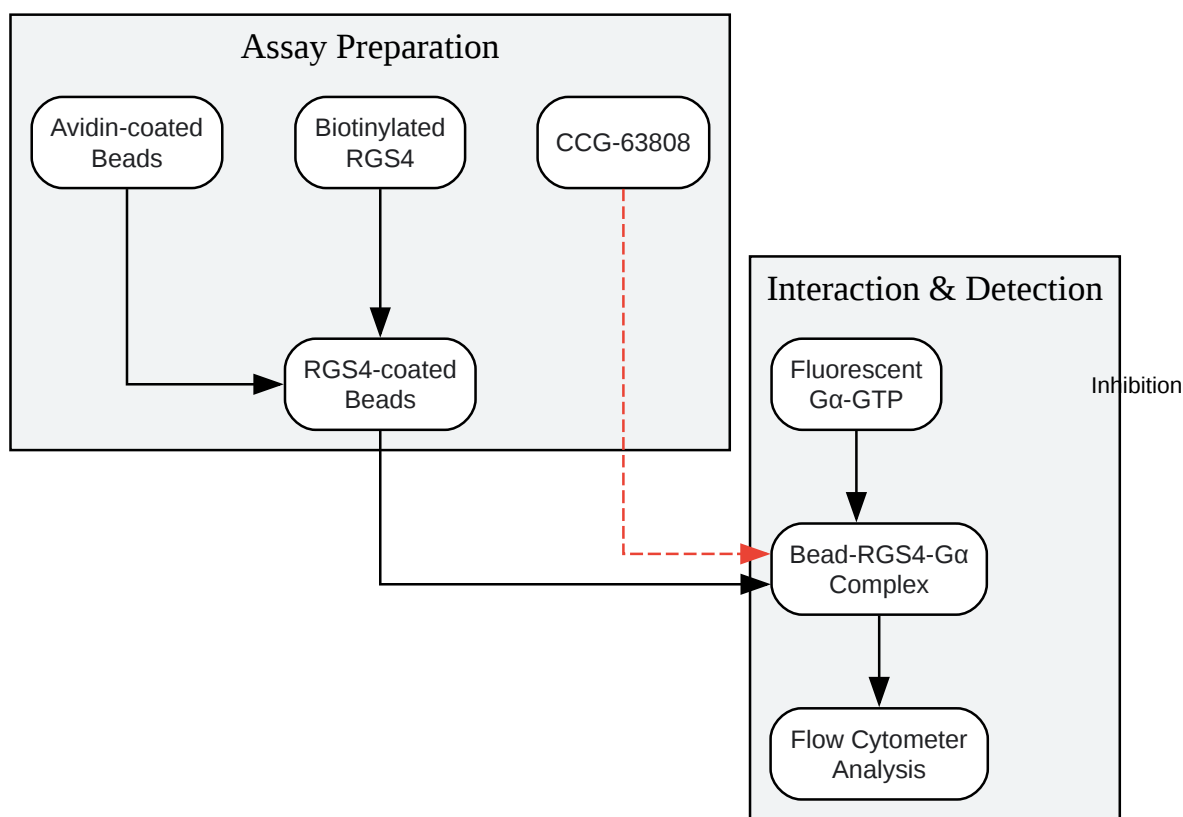 Assay Preparation
Avidin-coated
Beads
Biotinylated
RGS4
CCG-63808
RGS4-coated
Beads
Interaction & Detection
Fluorescent
Gα-GTP
Inhibition
Bead-RGS4-Gα
Complex
Flow Cytometer
Analysis